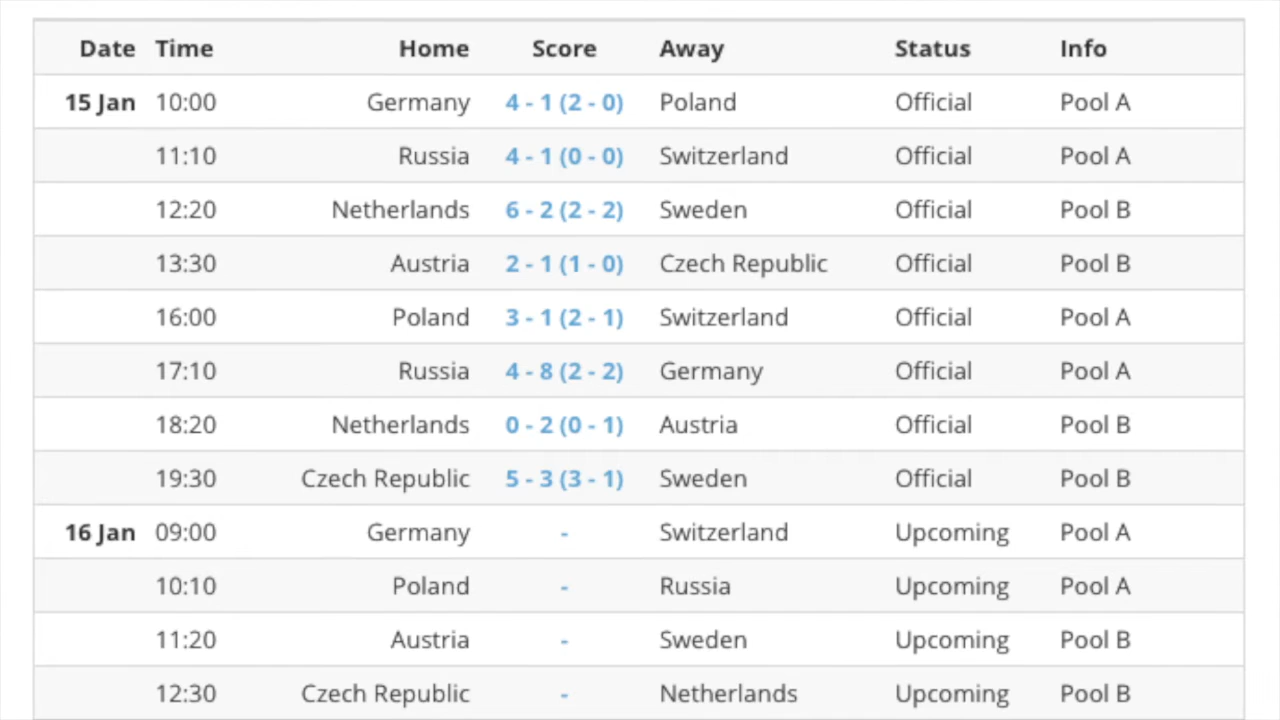 Date Time Home Score Away Status Info
15 Jan 10:00 Germany 4 - 1 (2 - 0) Poland Official Pool A
11:10 Russia 4 - 1 (0 - 0) Switzerland Official Pool A
12:20 Netherlands 6 - 2 (2 - 2) Sweden Official Pool B
13:30 Austria 2 - 1 (1 - 0) Czech Republic Official Pool B
16:00 Poland 3 - 1 (2 - 1) Switzerland Official Pool A
17:10 Russia 4 - 8 (2 - 2) Germany Official Pool A
18:20 Netherlands 0 - 2 (0 - 1) Austria Official Pool B
19:30 Czech Republic 5 - 3 (3 - 1) Sweden Official Pool B
16 Jan 09:00 Germany - Switzerland Upcoming Pool A
10:10 Poland - Russia Upcoming Pool A
11:20 Austria - Sweden Upcoming Pool B
12:30 Czech Republic - Netherlands Upcoming Pool B